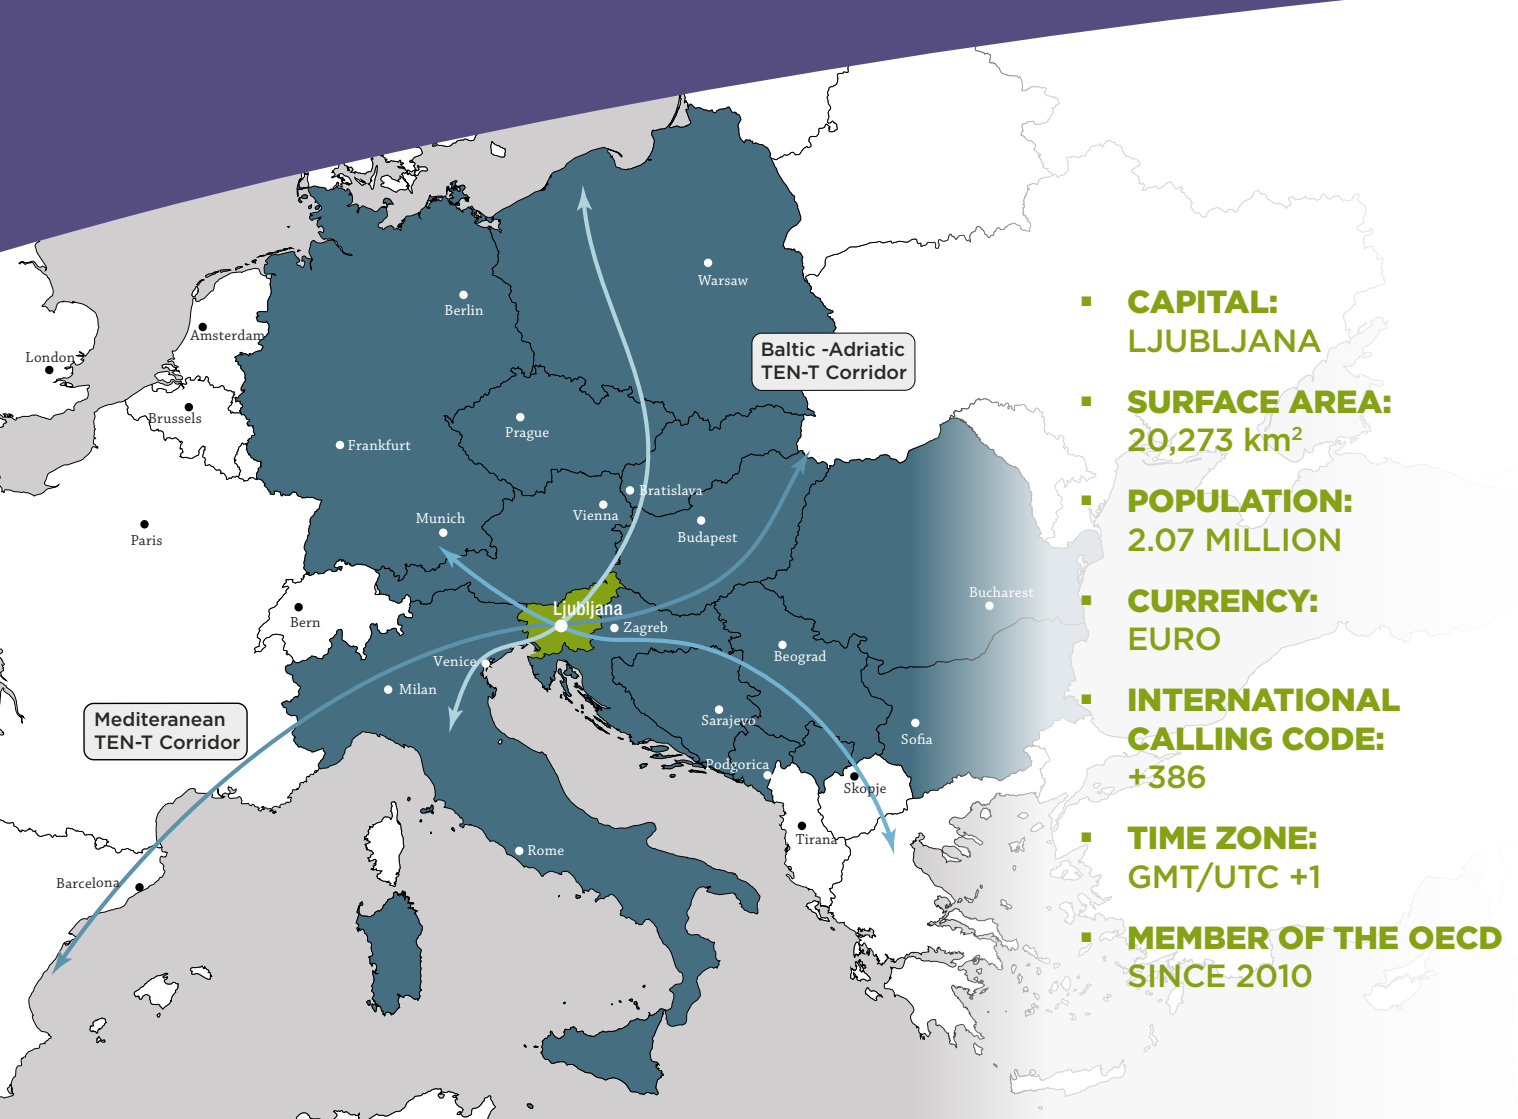 Warsaw
Berlin
Amsterdam
London
Baltic -Adriatic
TEN-T Corridor
Brussels
Prague
Frankfurt
Bratislava
Munich
Vienna
Budapest
Paris
Bucharest
Ljubljana
Bern
Zagreb
Beograd
Venice
Milan
Mediteranean
TEN-T Corridor
Sarajevo
Sofia
Podgorica
Skopje
Tirana
Rome
Barcelona
▪ CAPITAL:
LJUBLJANA
▪ SURFACE AREA:
20,273 km²
▪ POPULATION:
2.07 MILLION
▪ CURRENCY:
EURO
▪ INTERNATIONAL
CALLING CODE:
+386
▪ TIME ZONE:
GMT/UTC +1
▪ MEMBER OF THE OECD
SINCE 2010